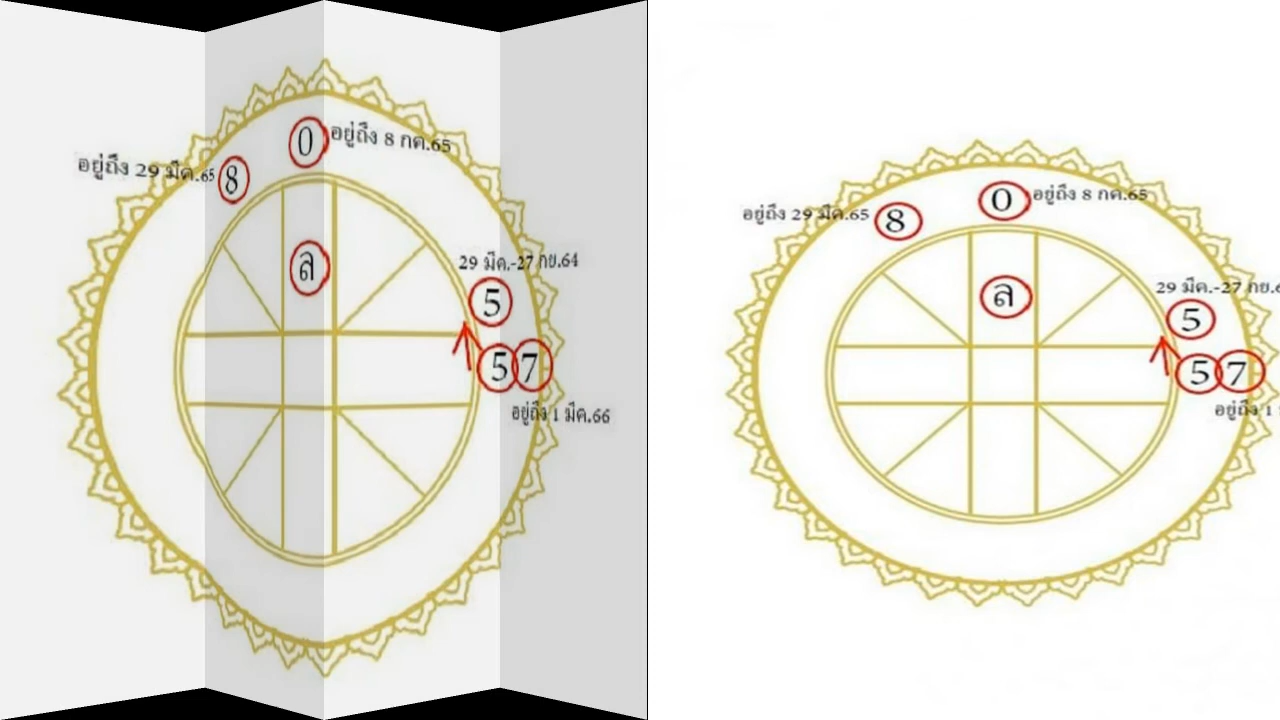 0 อยู่ถึง 8 กค.65
อยู่ถึง 29 มีค.65 8
ล
29 มีค.-27 กย.64
5
5 7
อยู่ถึง 1 มีค.66
0 อยู่ถึง 8 กค.65
อยู่ถึง 29 มีค.65 8
ล
29 มีค.-27 กย.6
5
5 7
อยู่ถึง 1